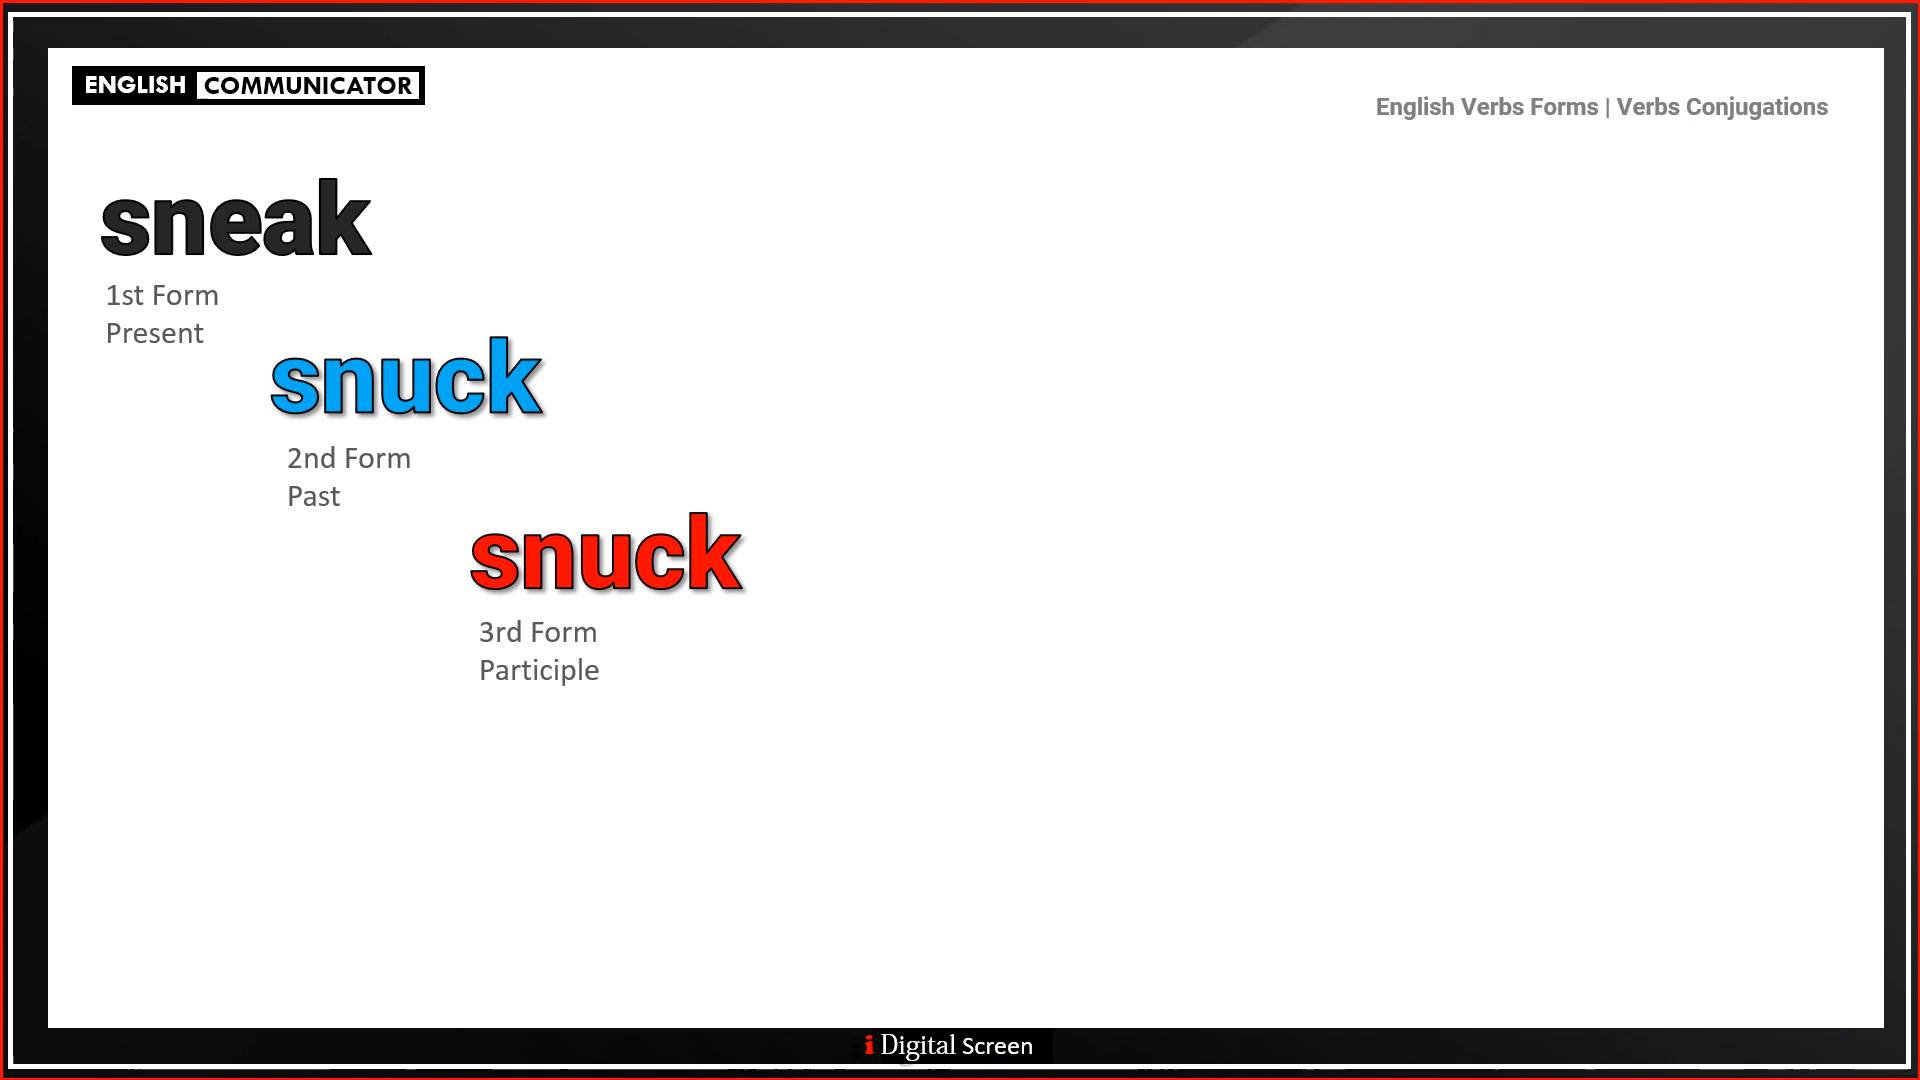 ENGLISH COMMUNICATOR
English Verbs Forms | Verbs Conjugations
sneak
1st Form
Present
snuck
2nd Form
Past
snuck
3rd Form
Participle
i Digital Screen